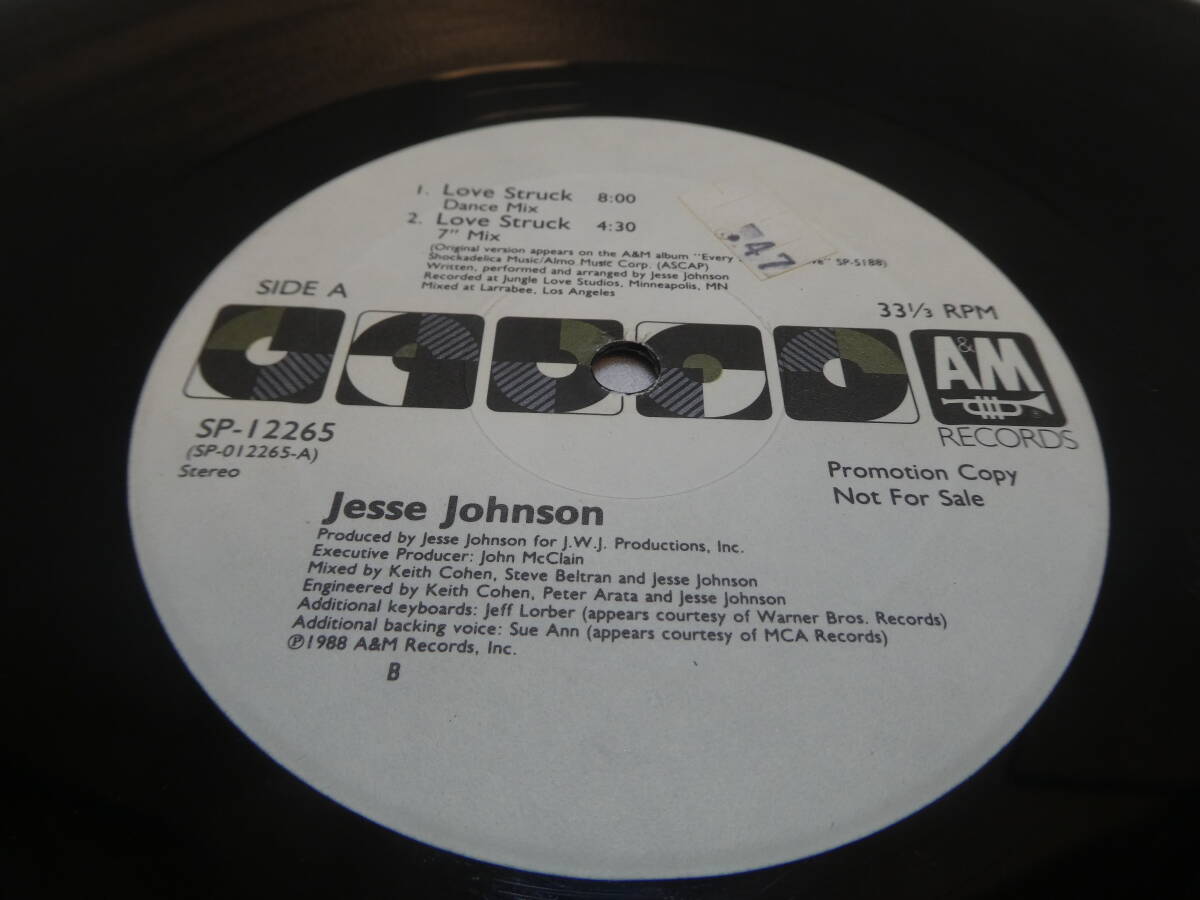 1. Love Struck 8:00
Dance Mix
2. Love Struck 4:30
7" Mix
(Original version appears on the A&M album "Every SP-5188)
Shockadelica Music/Almo Music Corp. (ASCAP)
Written, performed and arranged by Jesse Johnson
Recorded at Jungle Love Studios, Minneapolis, MN
Mixed at Larrabee, Los Angeles
47
SIDE A
33 1/3 RPM
A&M
RECORDS
SP-12265
(SP-012265-A)
Stereo
Promotion Copy
Not For Sale
Jesse Johnson
Produced by Jesse Johnson for J.W.J. Productions, Inc.
Executive Producer: John McClain
Mixed by Keith Cohen, Steve Beltran and Jesse Johnson
Engineered by Keith Cohen, Peter Arata and Jesse Johnson
Additional keyboards: Jeff Lorber (appears courtesy of Warner Bros. Records)
Additional backing voice: Sue Ann (appears courtesy of MCA Records)
℗1988 A&M Records, Inc.
B